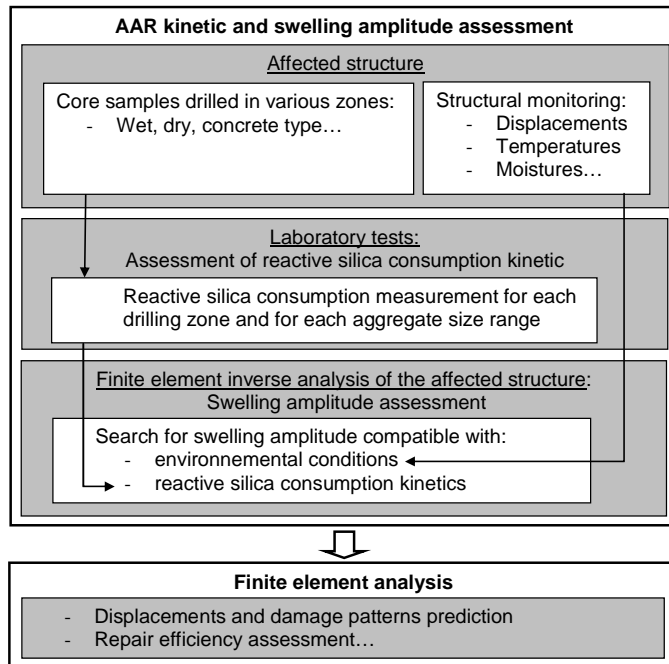 AAR kinetic and swelling amplitude assessment
Affected structure
Core samples drilled in various zones:
- Wet, dry, concrete type…
Structural monitoring:
- Displacements
- Temperatures
- Moistures…
Laboratory tests:
Assessment of reactive silica consumption kinetic
Reactive silica consumption measurement for each
drilling zone and for each aggregate size range
Finite element inverse analysis of the affected structure:
Swelling amplitude assessment
Search for swelling amplitude compatible with:
- environnemental conditions
- reactive silica consumption kinetics
Finite element analysis
- Displacements and damage patterns prediction
- Repair efficiency assessment…